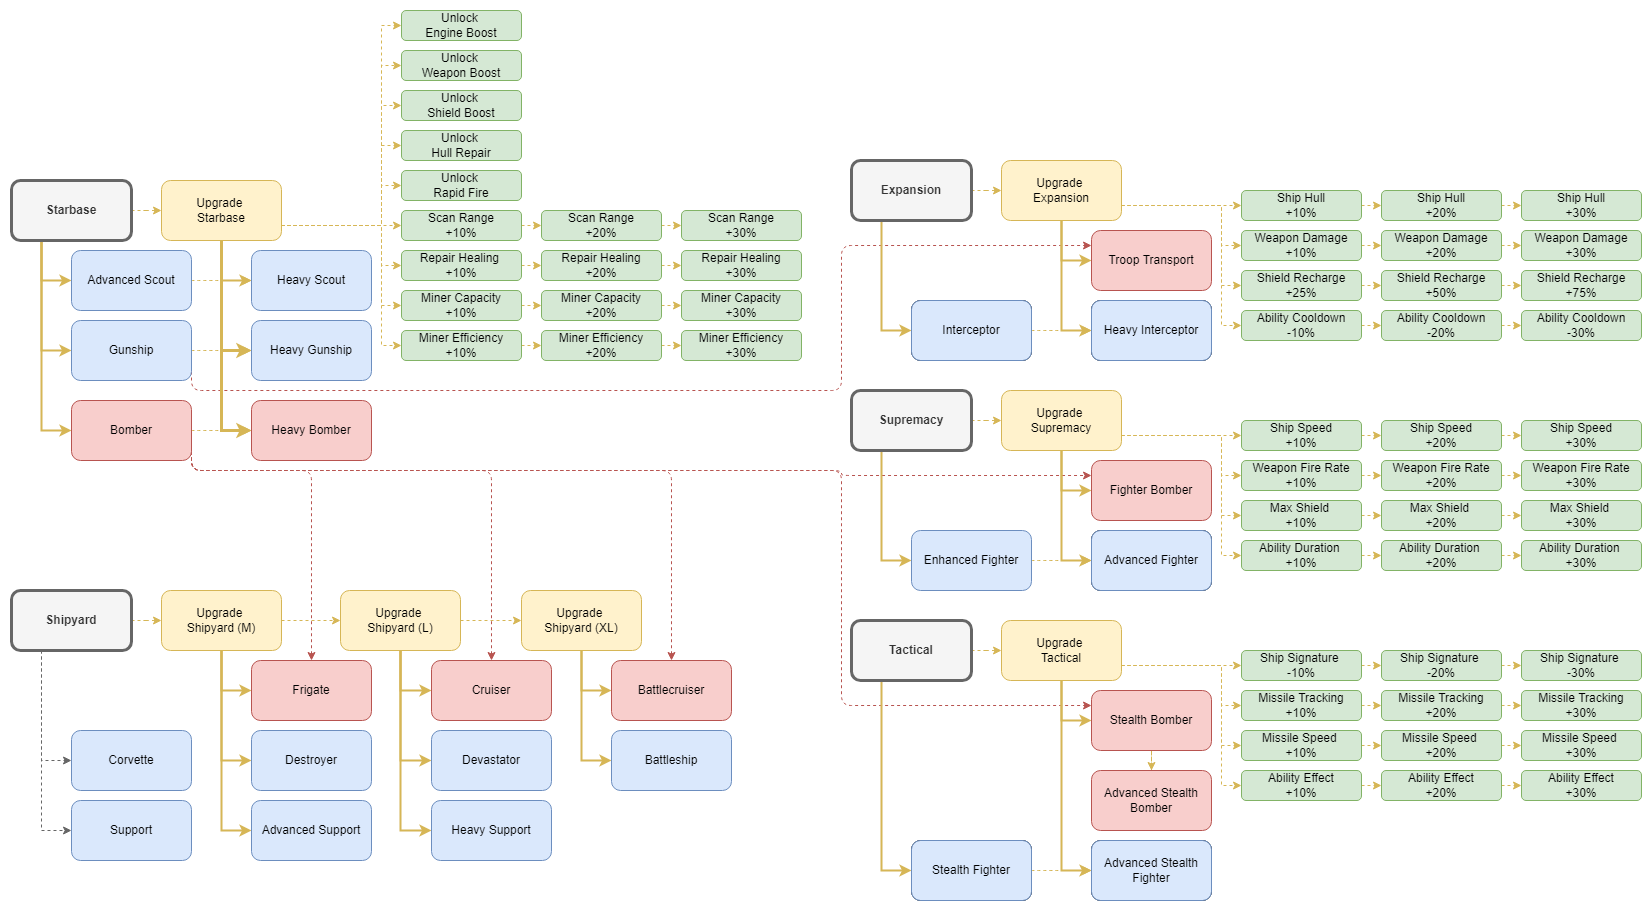 Unlock
Engine Boost
Unlock
Weapon Boost
Unlock
Shield Boost
Unlock
Hull Repair
Unlock
Rapid Fire
Starbase
Upgrade
Starbase
Scan Range
+10%
Scan Range
+20%
Scan Range
+30%
Advanced Scout
Heavy Scout
Repair Healing
+10%
Repair Healing
+20%
Repair Healing
+30%
Miner Capacity
+10%
Miner Capacity
+20%
Miner Capacity
+30%
Gunship
Heavy Gunship
Miner Efficiency
+10%
Miner Efficiency
+20%
Miner Efficiency
+30%
Bomber
Heavy Bomber
Shipyard
Upgrade
Shipyard (M)
Upgrade
Shipyard (L)
Upgrade
Shipyard (XL)
Frigate
Cruiser
Battlecruiser
Corvette
Destroyer
Devastator
Battleship
Support
Advanced Support
Heavy Support
Expansion
Upgrade
Expansion
Ship Hull
+10%
Ship Hull
+20%
Ship Hull
+30%
Troop Transport
Weapon Damage
+10%
Weapon Damage
+20%
Weapon Damage
+30%
Shield Recharge
+25%
Shield Recharge
+50%
Shield Recharge
+75%
Interceptor
Heavy Interceptor
Ability Cooldown
-10%
Ability Cooldown
-20%
Ability Cooldown
-30%
Supremacy
Upgrade
Supremacy
Ship Speed
+10%
Ship Speed
+20%
Ship Speed
+30%
Fighter Bomber
Weapon Fire Rate
+10%
Weapon Fire Rate
+20%
Weapon Fire Rate
+30%
Max Shield
+10%
Max Shield
+20%
Max Shield
+30%
Enhanced Fighter
Advanced Fighter
Ability Duration
+10%
Ability Duration
+20%
Ability Duration
+30%
Tactical
Upgrade
Tactical
Ship Signature
-10%
Ship Signature
-20%
Ship Signature
-30%
Stealth Bomber
Missile Tracking
+10%
Missile Tracking
+20%
Missile Tracking
+30%
Missile Speed
+10%
Missile Speed
+20%
Missile Speed
+30%
Advanced Stealth
Bomber
Ability Effect
+10%
Ability Effect
+20%
Ability Effect
+30%
Stealth Fighter
Advanced Stealth
Fighter